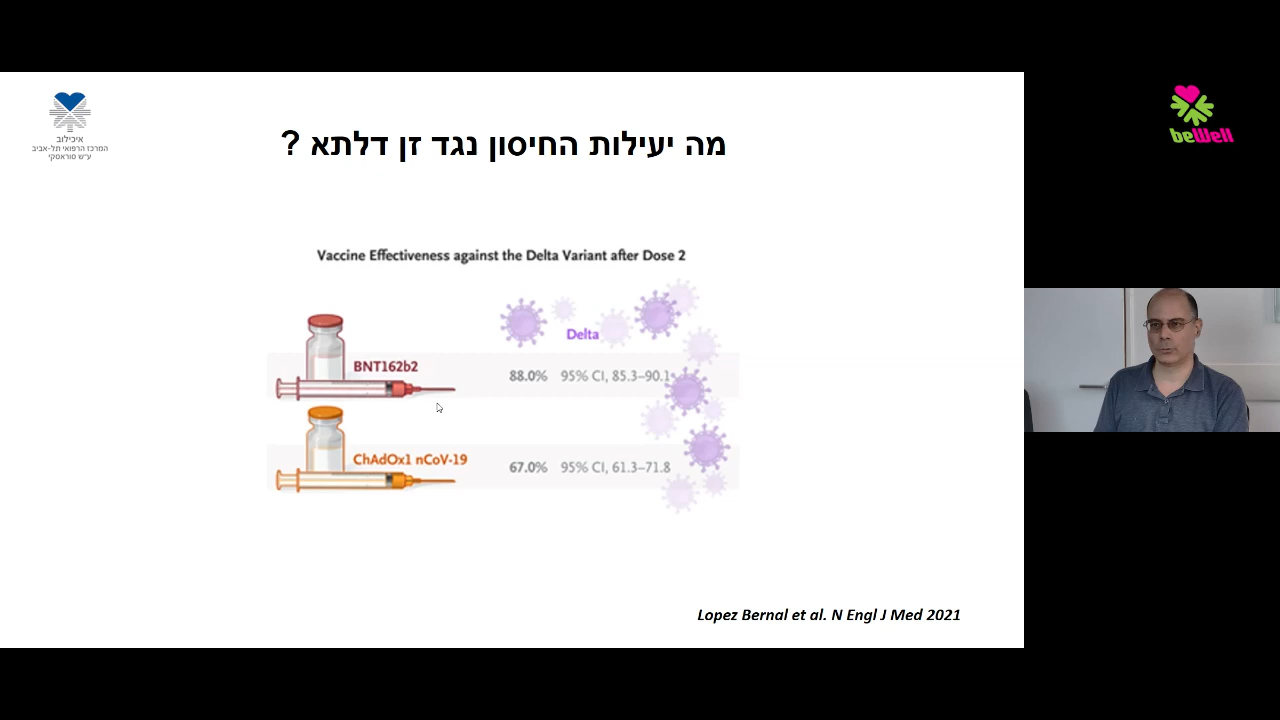 איכילוב
המרכז הרפואי תל-אביב
ע"ש סוראסקי
מה יעילות החיסון נגד זן דלתא ?
beWell
Vaccine Effectiveness against the Delta Variant after Dose 2
Delta
BNT162b2
88.0% 95% CI, 85.3–90.1
ChAdOx1 nCoV-19
67.0% 95% CI, 61.3–71.8
Lopez Bernal et al. N Engl J Med 2021